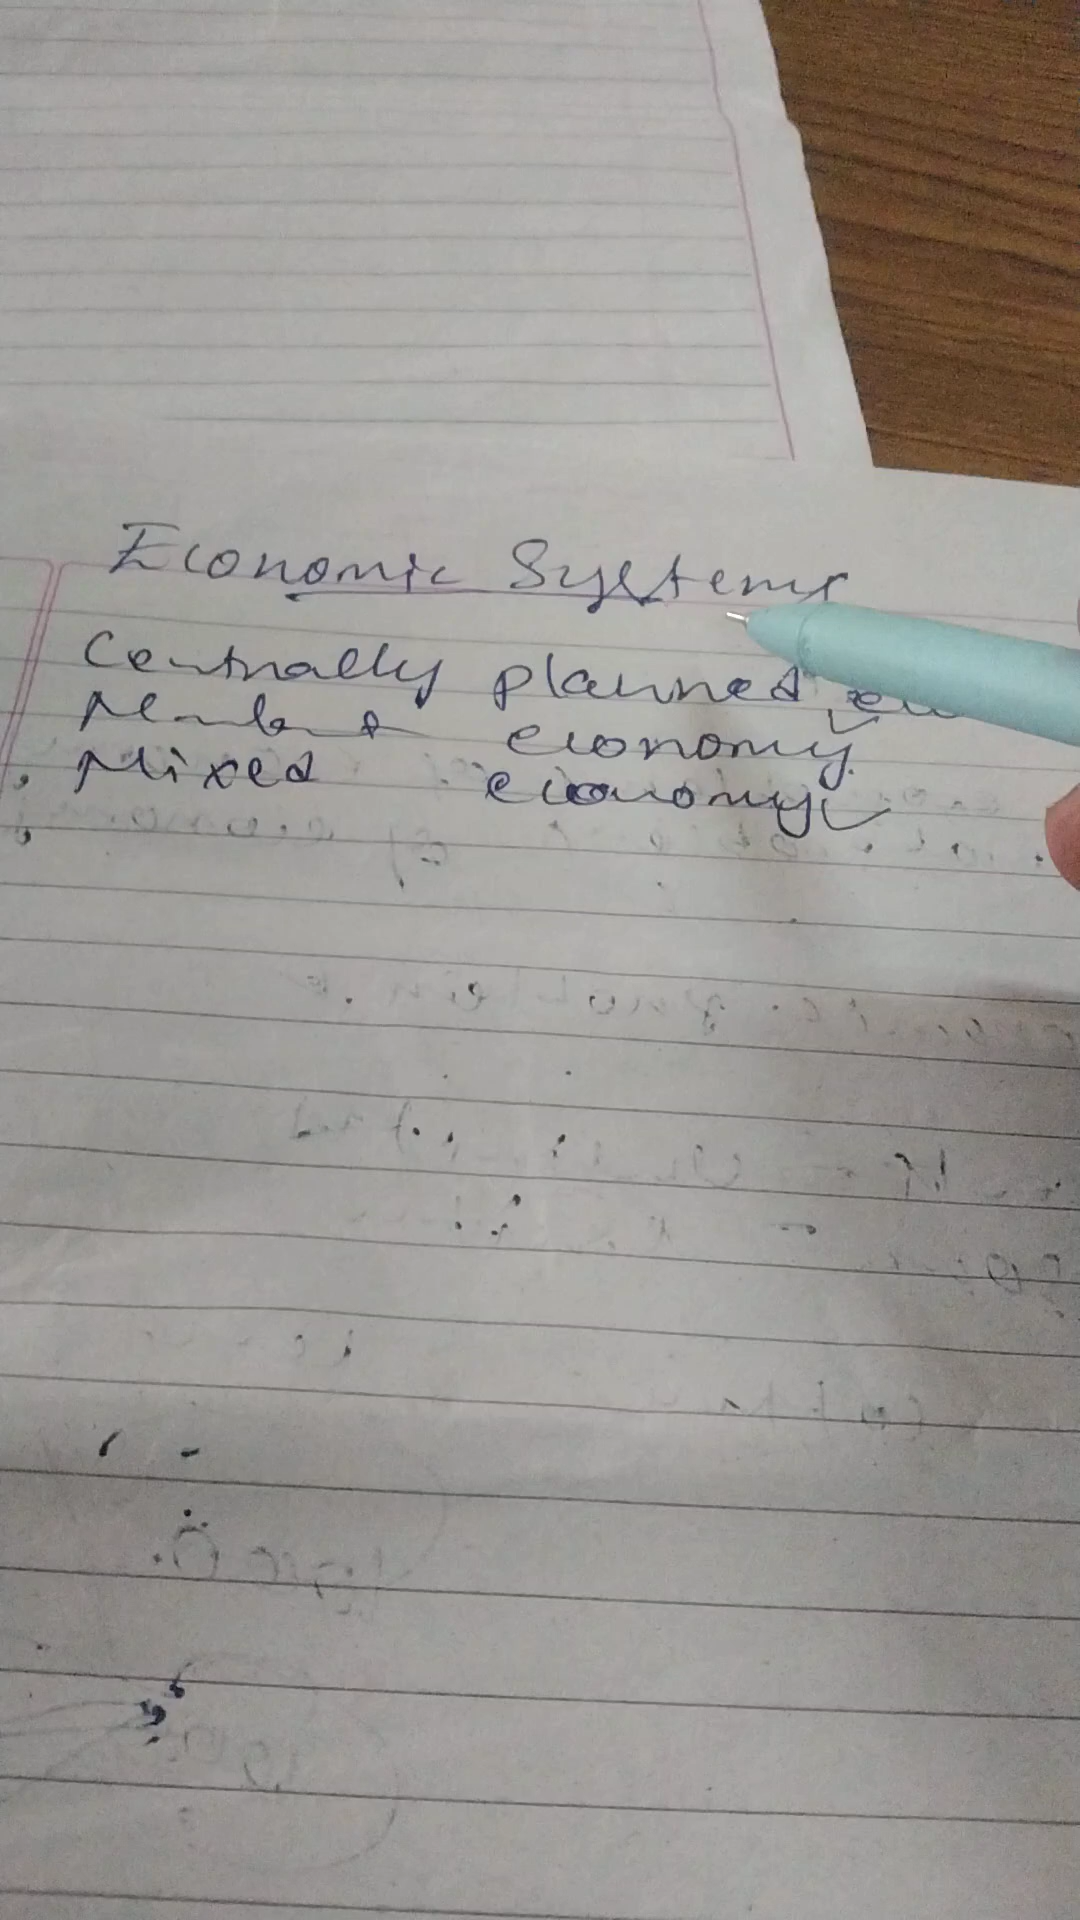 Economic Systems
Centrally planned
Market economy.
Mixed economy